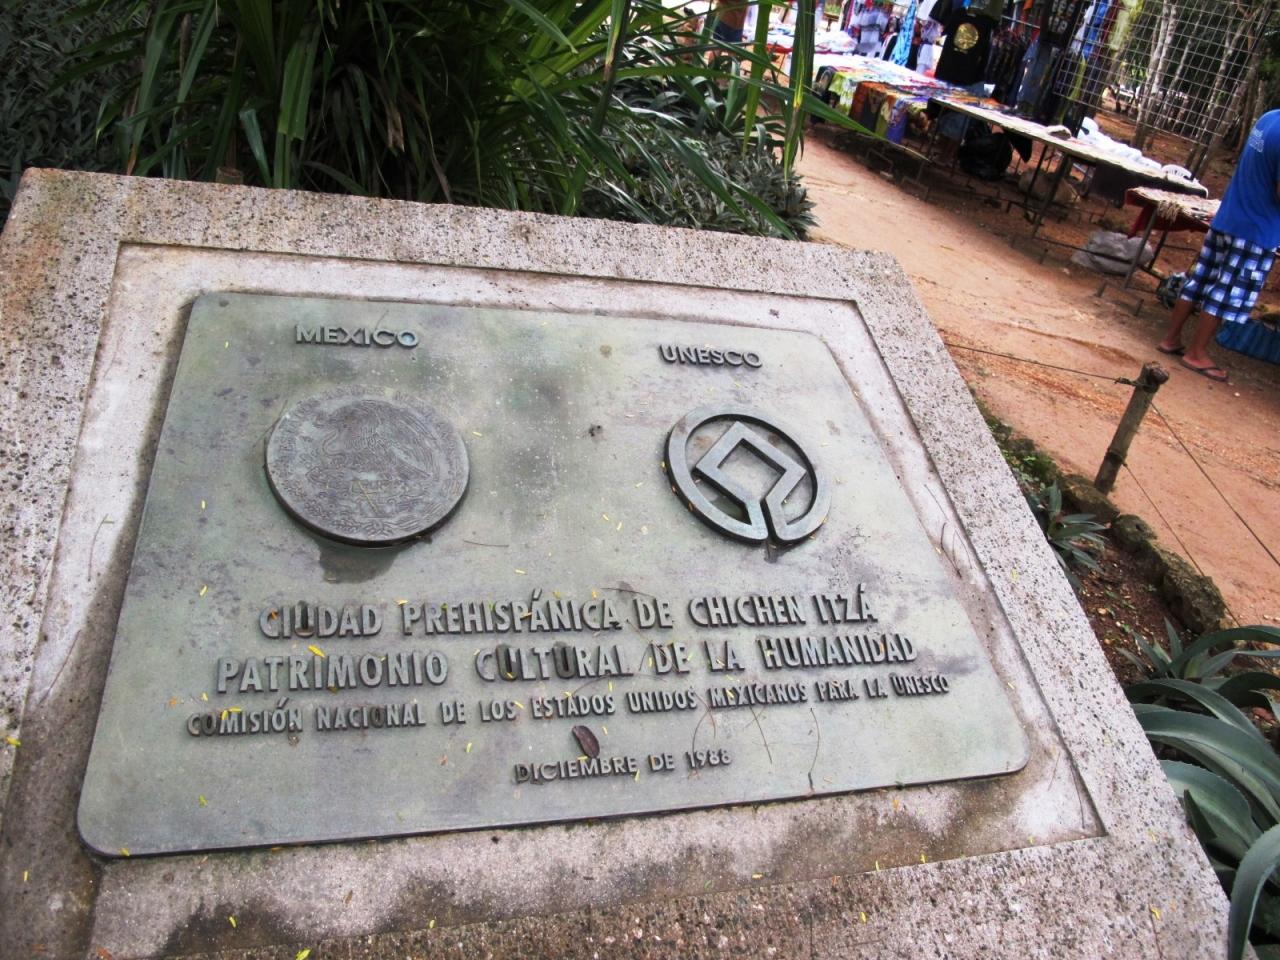 MEXICO
UNESCO
CIUDAD PREHISPÁNICA DE CHICHEN ITZÁ
PATRIMONIO CULTURAL DE LA HUMANIDAD
COMISIÓN NACIONAL DE LOS ESTADOS UNIDOS MEXICANOS PARA LA UNESCO
DICIEMBRE DE 1988